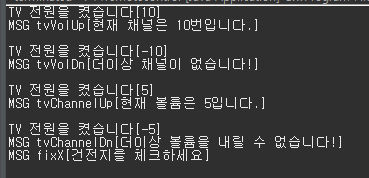 TV 전원을 켰습니다[10]
MSG tvVolUp[현재 채널은 10번입니다.]
TV 전원을 켰습니다[-10]
MSG tvVolDn[더이상 채널이 없습니다!]
TV 전원을 켰습니다[5]
MSG tvChannelUp[현재 볼륨은 5입니다.]
TV 전원을 켰습니다[-5]
MSG tvChannelDn[더이상 볼륨을 내릴 수 없습니다!]
MSG fixX[건전지를 체크하세요]